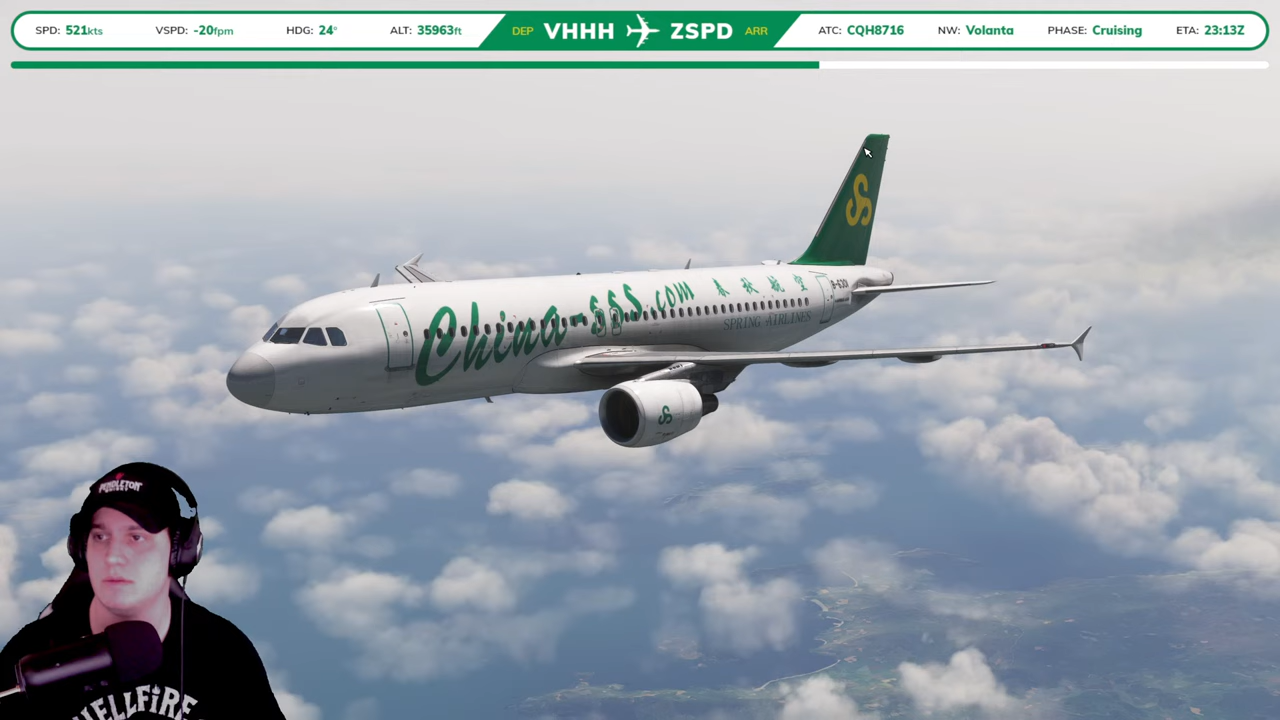 SPD: 521kts VSPD: -20fpm HDG: 24° ALT: 35963ft DEP VHHH ZSPD ARR ATC: CQH8716 NW: Volanta PHASE: Cruising ETA: 23:13Z
China-SSS.com 春秋航空
SPRING AIRLINES
PENDLETON
HELLFIRE